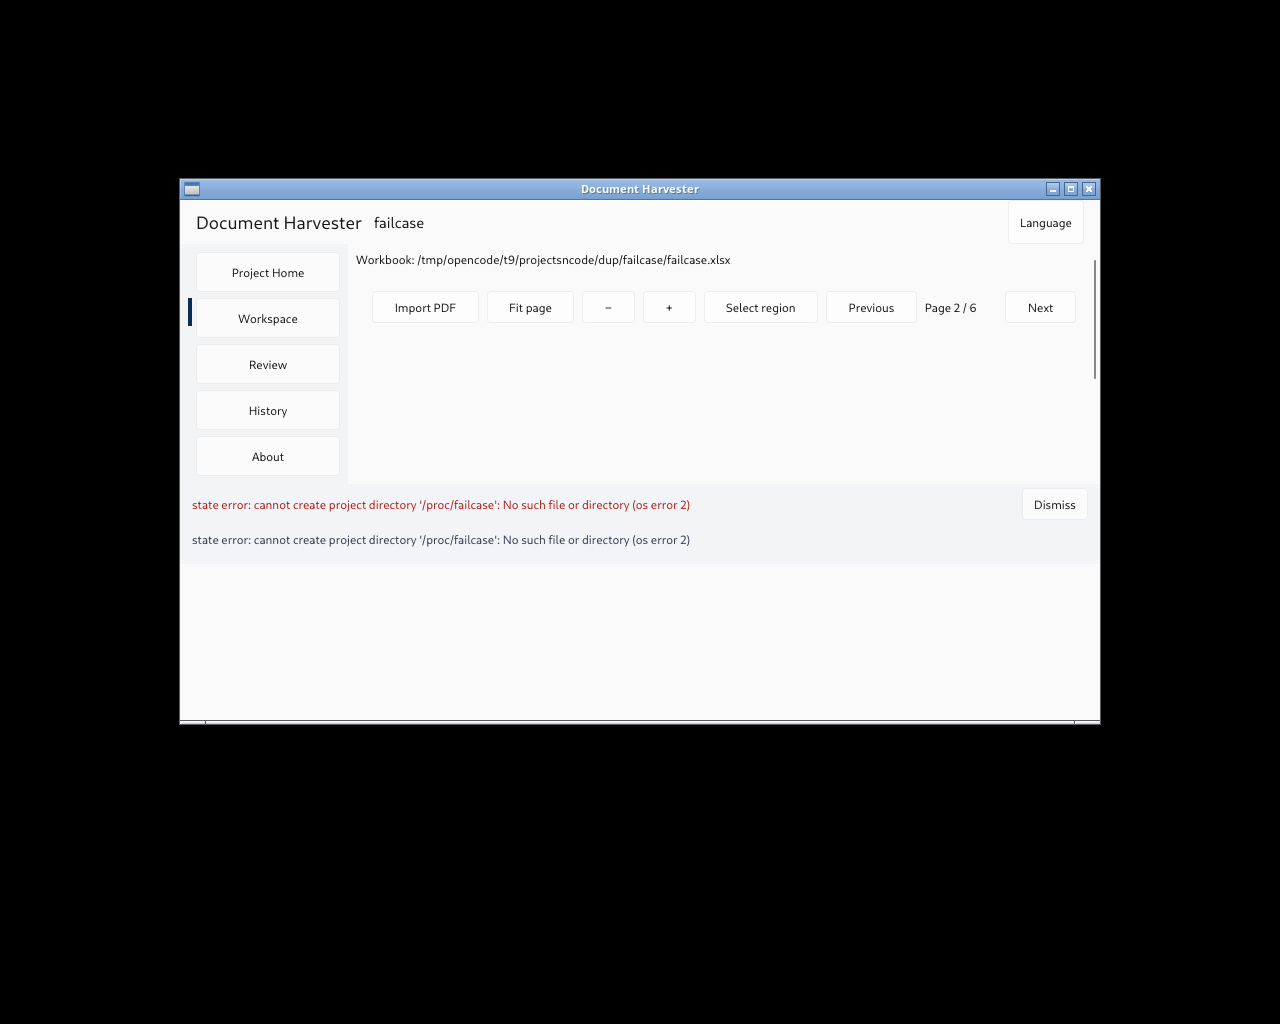 Document Harvester
Document Harvester failcase Language
Project Home
Workspace
Review
History
About
Workbook: /tmp/opencode/t9/projectsncode/dup/failcase/failcase.xlsx
Import PDF Fit page − + Select region Previous Page 2 / 6 Next
state error: cannot create project directory '/proc/failcase': No such file or directory (os error 2) Dismiss
state error: cannot create project directory '/proc/failcase': No such file or directory (os error 2)